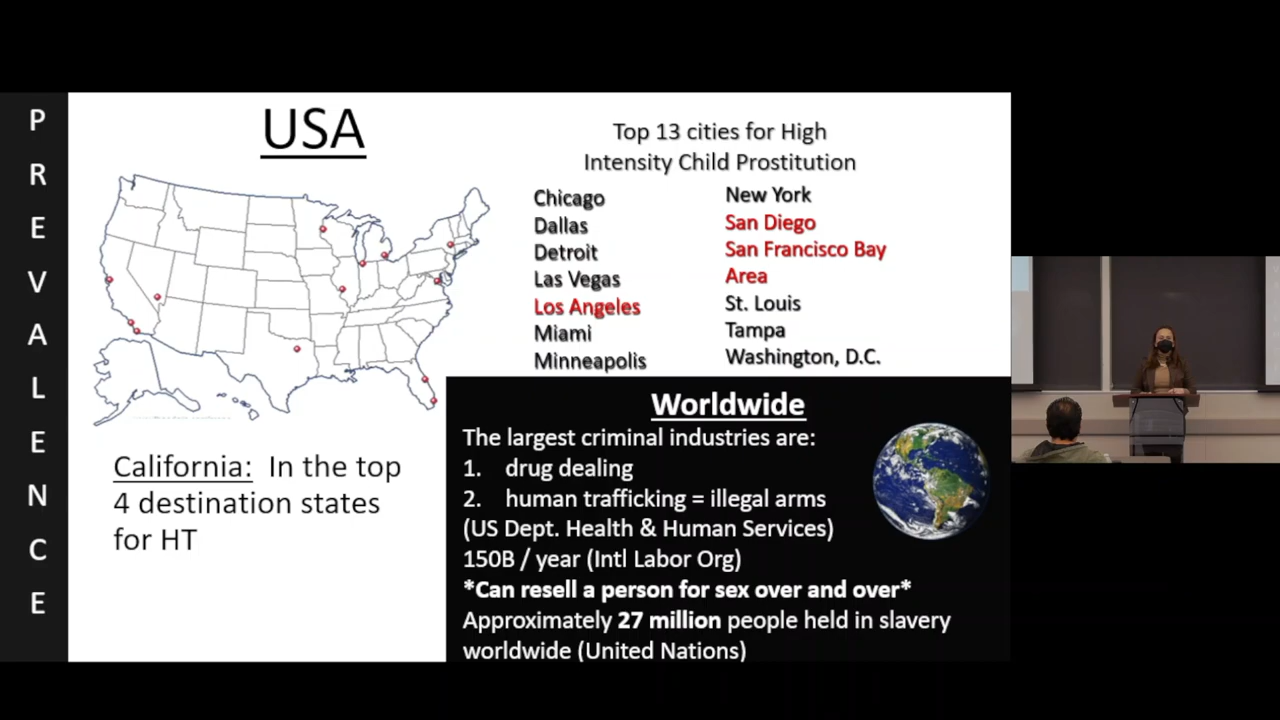 PREVALENCE
USA
Top 13 cities for High
Intensity Child Prostitution
Chicago
Dallas
Detroit
Las Vegas
Los Angeles
Miami
Minneapolis
New York
San Diego
San Francisco Bay
Area
St. Louis
Tampa
Washington, D.C.
California: In the top
4 destination states
for HT
Worldwide
The largest criminal industries are:
1. drug dealing
2. human trafficking = illegal arms
(US Dept. Health & Human Services)
150B / year (Intl Labor Org)
*Can resell a person for sex over and over*
Approximately 27 million people held in slavery
worldwide (United Nations)